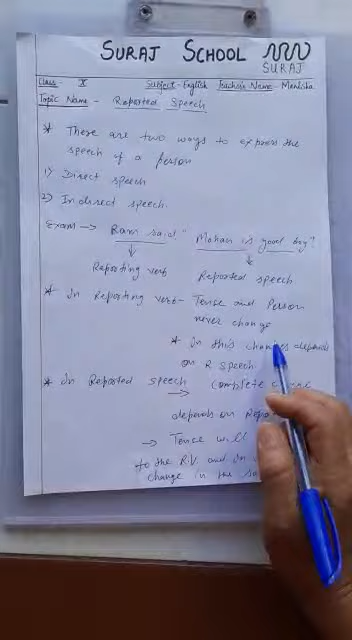 SURAJ SCHOOL
SURAJ
Class - X Subject - English Teacher's Name - Manisha
Topic Name - Reported Speech
* There are two ways to express the
speech of a person
1) Direct speech
2) Indirect speech.
Exam → Ram said " Mohan is good boy"
Reporting verb Reported speech
* In Reporting verb - Tense and Person
never change
* In this changes depends
on R speech
* In Reported speech → complete
depends on
→ Tense will
to the R.V. and in
change in the